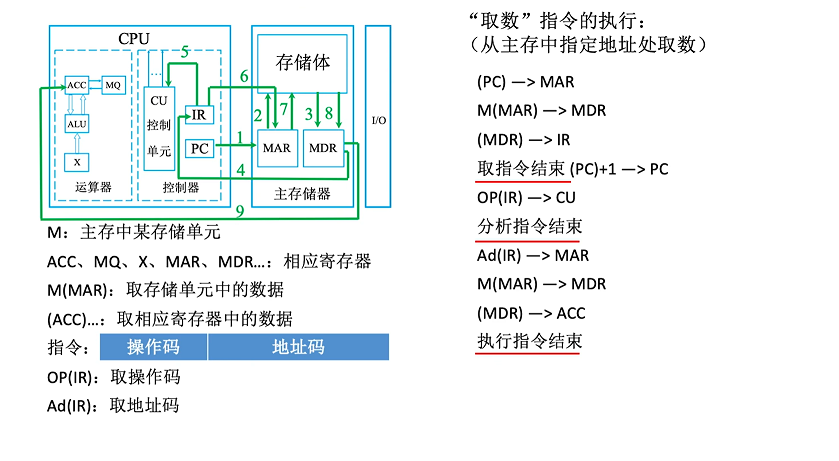 CPU
ACC
MQ
ALU
X
运算器
5
...
CU
控制
单元
IR
PC
控制器
6
1
4
9
存储体
2
7
3
8
MAR
MDR
主存储器
I/O
M：主存中某存储单元
ACC、MQ、X、MAR、MDR...：相应寄存器
M(MAR)：取存储单元中的数据
(ACC)...：取相应寄存器中的数据
指令： 操作码 地址码
OP(IR)：取操作码
Ad(IR)：取地址码
“取数”指令的执行：
（从主存中指定地址处取数）
(PC) —> MAR
M(MAR) —> MDR
(MDR) —> IR
取指令结束 (PC)+1 —> PC
OP(IR) —> CU
分析指令结束
Ad(IR) —> MAR
M(MAR) —> MDR
(MDR) —> ACC
执行指令结束